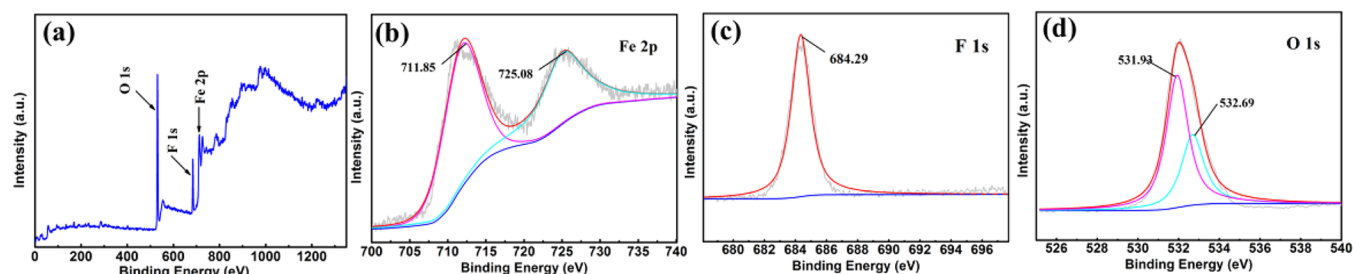 (a)
O 1s
F 1s
Fe 2p
Intensity (a.u.)
0 200 400 600 800 1000 1200
Binding Energy (eV)
(b)
Fe 2p
711.85
725.08
Intensity (a.u.)
700 705 710 715 720 725 730 735 740
Binding Energy (eV)
(c)
F 1s
684.29
Intensity (a.u.)
680 682 684 686 688 690 692 694 696
Binding Energy (eV)
(d)
O 1s
531.93
532.69
Intensity (a.u.)
526 528 530 532 534 536 538 540
Binding Energy (eV)